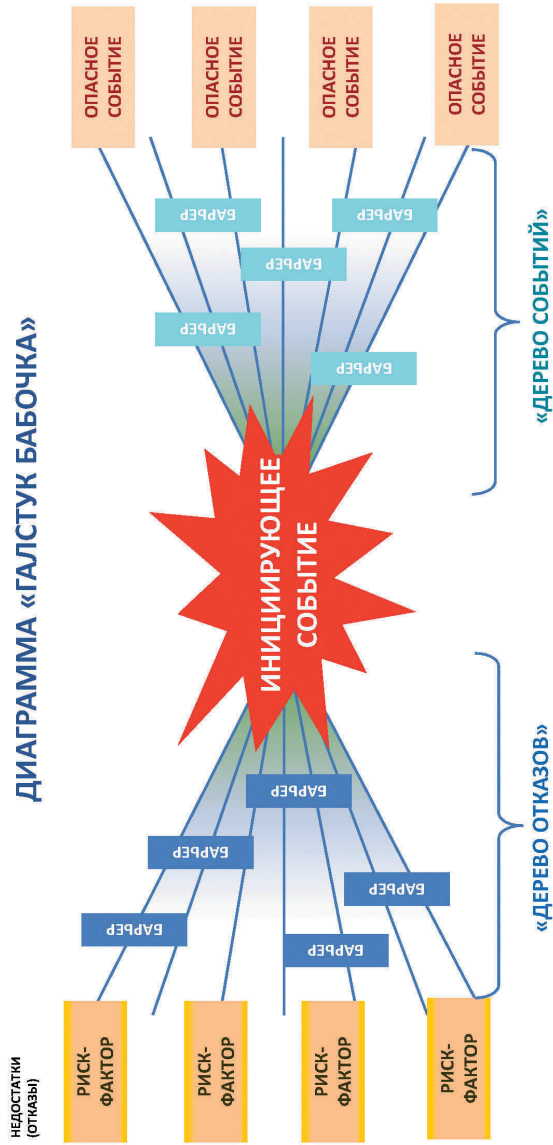 ДИАГРАММА «ГАЛСТУК БАБОЧКА»
НЕДОСТАТКИ
(ОТКАЗЫ)
РИСК-
ФАКТОР
РИСК-
ФАКТОР
РИСК-
ФАКТОР
РИСК-
ФАКТОР
БАРЬЕР
БАРЬЕР
БАРЬЕР
БАРЬЕР
БАРЬЕР
ИНИЦИИРУЮЩЕЕ
СОБЫТИЕ
БАРЬЕР
БАРЬЕР
БАРЬЕР
БАРЬЕР
БАРЬЕР
ОПАСНОЕ
СОБЫТИЕ
ОПАСНОЕ
СОБЫТИЕ
ОПАСНОЕ
СОБЫТИЕ
ОПАСНОЕ
СОБЫТИЕ
«ДЕРЕВО ОТКАЗОВ»
«ДЕРЕВО СОБЫТИЙ»